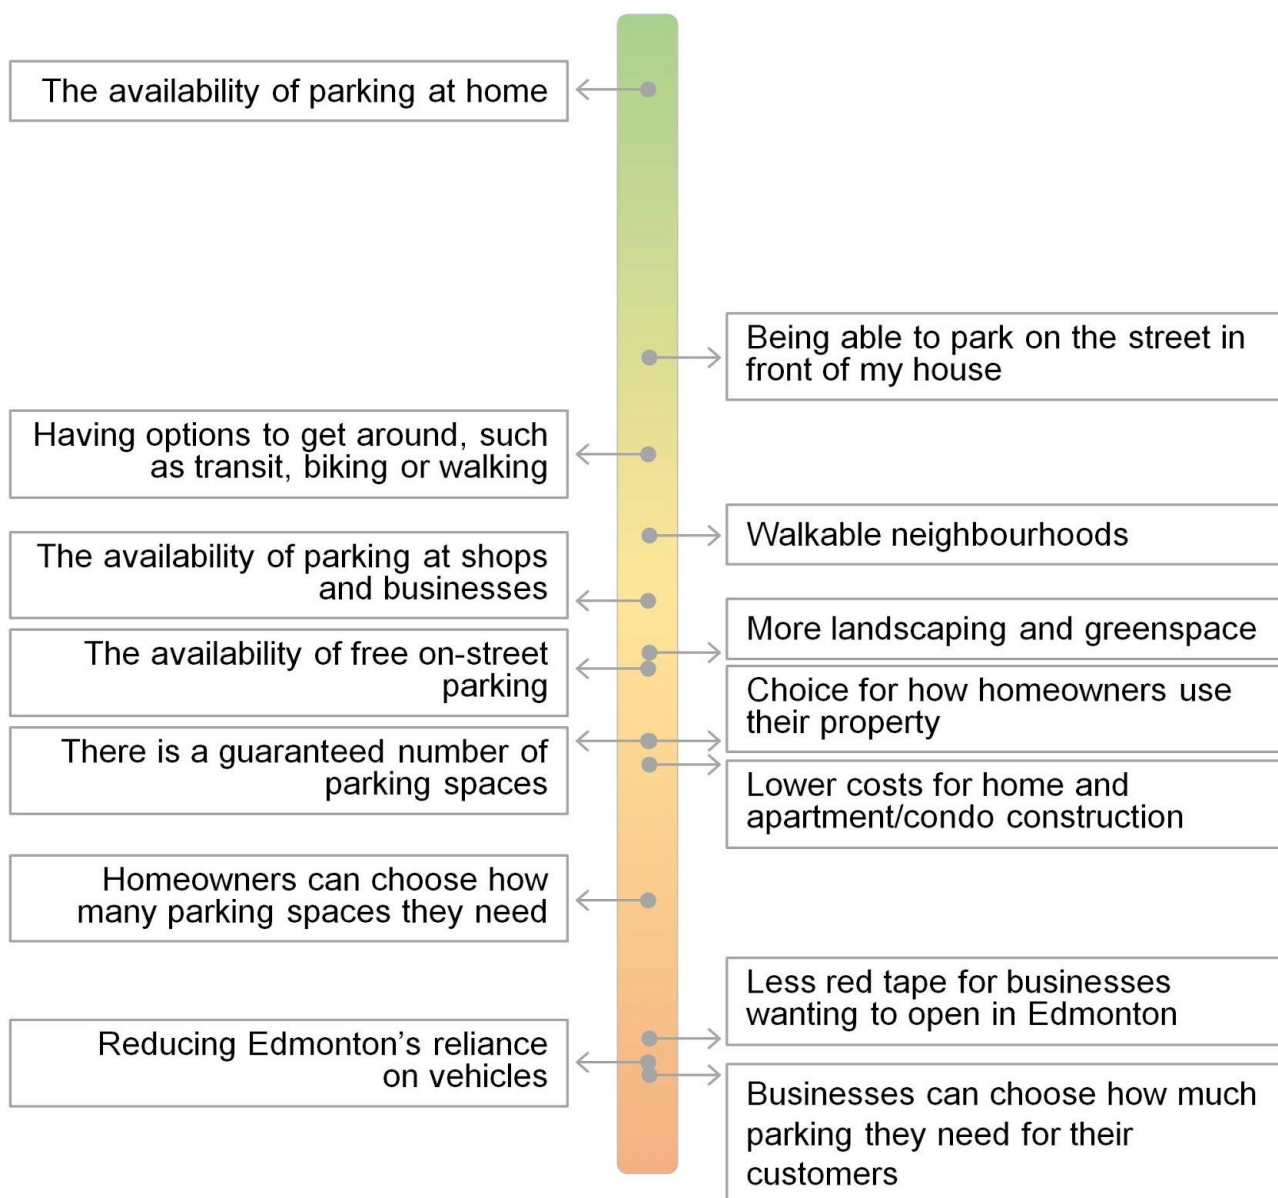 The availability of parking at home
Being able to park on the street in
front of my house
Having options to get around, such
as transit, biking or walking
Walkable neighbourhoods
The availability of parking at shops
and businesses
More landscaping and greenspace
The availability of free on-street
parking
Choice for how homeowners use
their property
There is a guaranteed number of
parking spaces
Lower costs for home and
apartment/condo construction
Homeowners can choose how
many parking spaces they need
Less red tape for businesses
wanting to open in Edmonton
Reducing Edmonton’s reliance
on vehicles
Businesses can choose how much
parking they need for their
customers